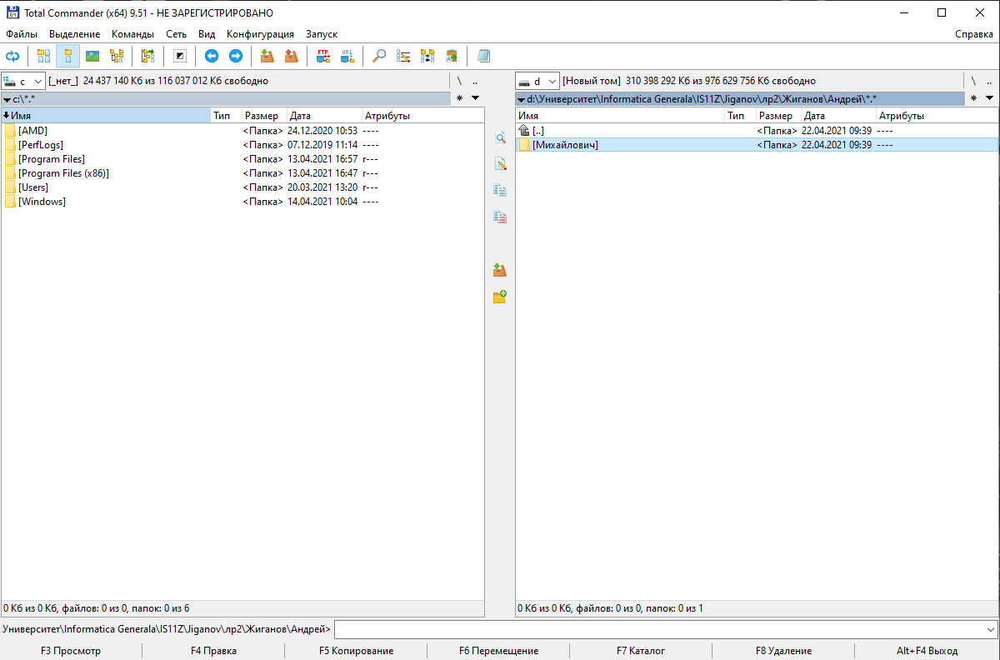 Total Commander (x64) 9.51 - НЕ ЗАРЕГИСТРИРОВАНО
Файлы Выделение Команды Сеть Вид Конфигурация Запуск Справка
FTP URL
c [_нет_] 24 437 140 Кб из 116 037 012 Кб свободно \ ..
c:\*.* * 
Имя Тип Размер Дата Атрибуты
[AMD] <Папка> 24.12.2020 10:53 ----
[PerfLogs] <Папка> 07.12.2019 11:14 ----
[Program Files] <Папка> 13.04.2021 16:57 r---
[Program Files (x86)] <Папка> 13.04.2021 16:47 r---
[Users] <Папка> 20.03.2021 13:20 r---
[Windows] <Папка> 14.04.2021 10:04 ----
0 Кб из 0 Кб, файлов: 0 из 0, папок: 0 из 6
d [Новый том] 310 398 292 Кб из 976 629 756 Кб свободно \ ..
d:\Университет\Informatica Generala\IS11Z\Jiganov\лр2\Жиганов\Андрей\*.* *
Имя Тип Размер Дата Атрибуты
[..] <Папка> 22.04.2021 09:39 ----
[Михайлович] <Папка> 22.04.2021 09:39 ----
0 Кб из 0 Кб, файлов: 0 из 0, папок: 0 из 1
Университет\Informatica Generala\IS11Z\Jiganov\лр2\Жиганов\Андрей>
F3 Просмотр F4 Правка F5 Копирование F6 Перемещение F7 Каталог F8 Удаление Alt+F4 Выход